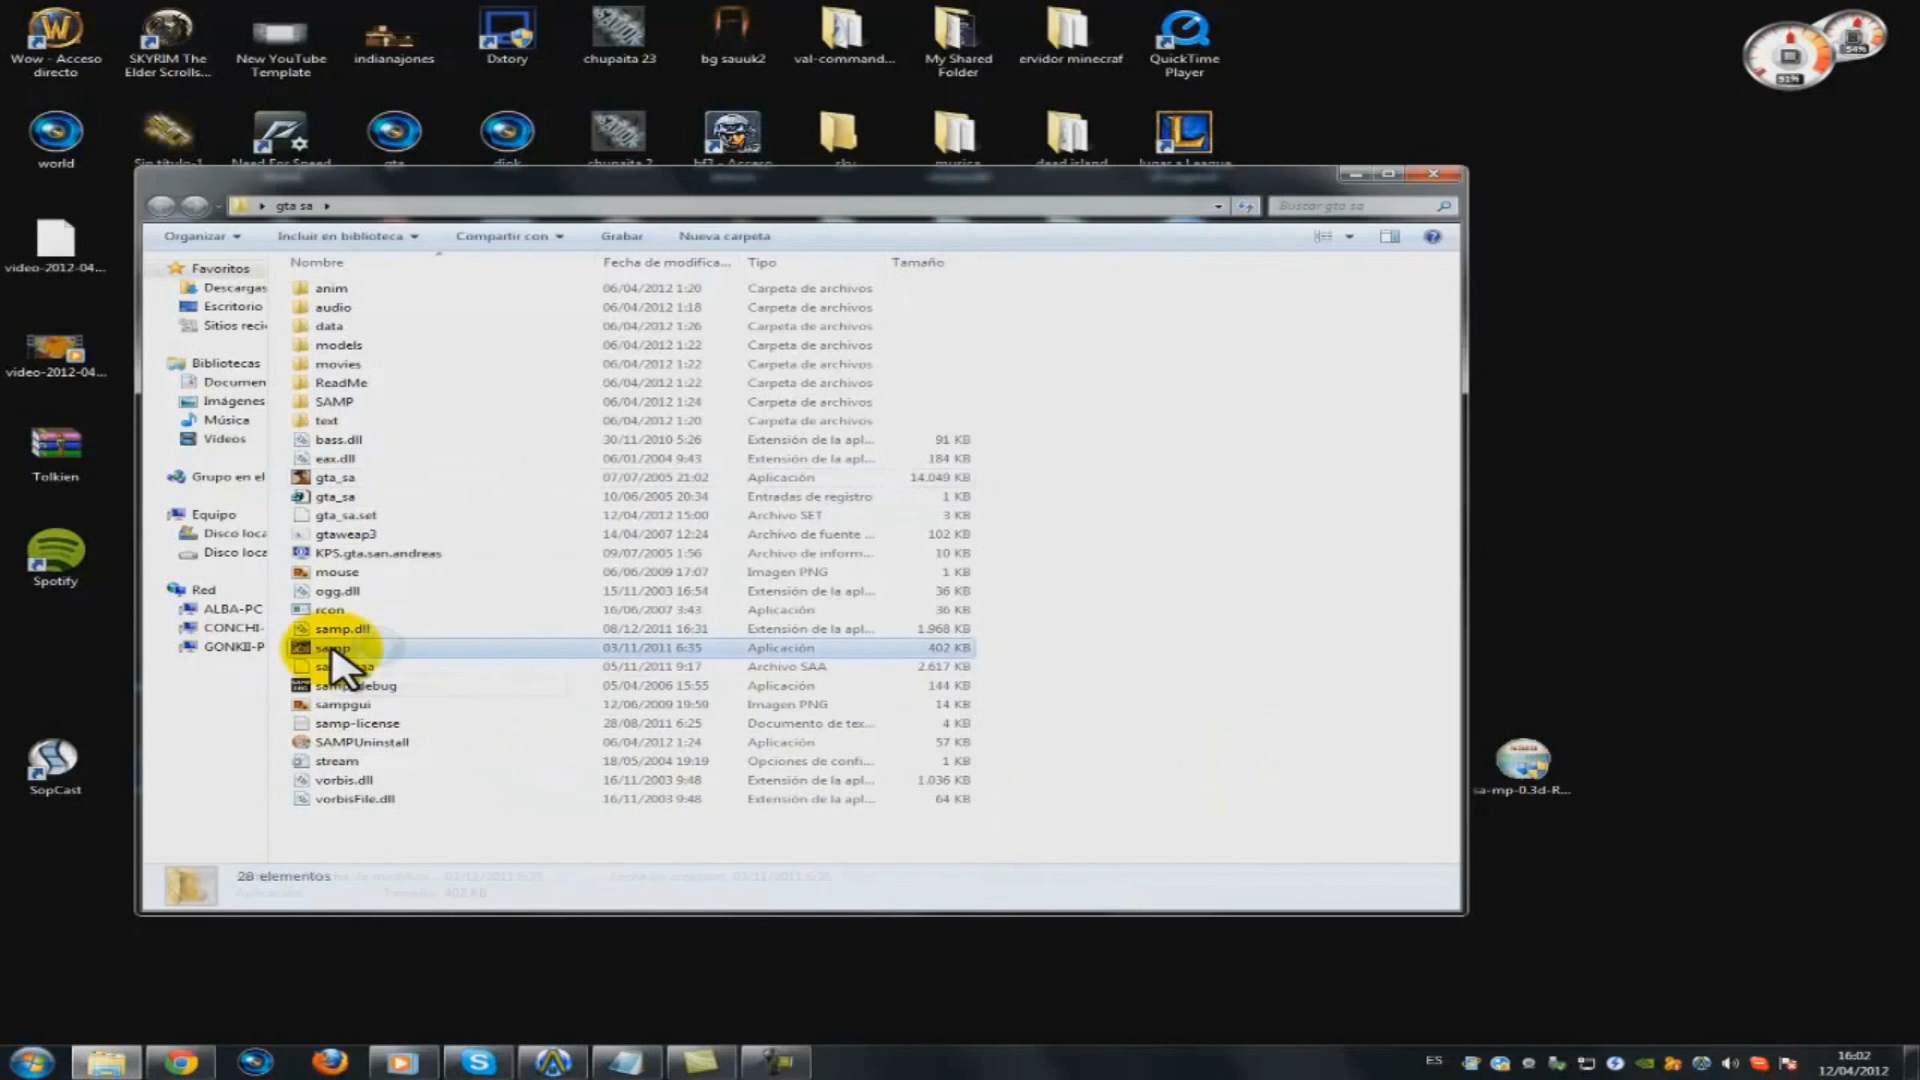 Wow - Acceso directo
SKYRIM The Elder Scrolls...
New YouTube Template
indianajones
Dxtory
chupaita 23
bg sauuk2
val-command...
My Shared Folder
ervidor minecraf
QuickTime Player
51%
54%
world
Sin título-1
Need For Speed
gta
diok
chupaita 2
bf3 - Acceso
sky
musica
dead island
jugar a League
video-2012-04...
video-2012-04...
Tolkien
Spotify
SopCast
sa-mp-0.3d-R...
gta sa
Buscar gta sa
Organizar
Incluir en biblioteca
Compartir con
Grabar
Nueva carpeta
Favoritos
Descargas
Escritorio
Sitios reci
Bibliotecas
Documen
Imágenes
Música
Vídeos
Grupo en el
Equipo
Disco loca
Disco loca
Red
ALBA-PC
CONCHI-
GONKII-P
Nombre Fecha de modifica... Tipo Tamaño
anim 06/04/2012 1:20 Carpeta de archivos
audio 06/04/2012 1:18 Carpeta de archivos
data 06/04/2012 1:26 Carpeta de archivos
models 06/04/2012 1:22 Carpeta de archivos
movies 06/04/2012 1:22 Carpeta de archivos
ReadMe 06/04/2012 1:22 Carpeta de archivos
SAMP 06/04/2012 1:24 Carpeta de archivos
text 06/04/2012 1:20 Carpeta de archivos
bass.dll 30/11/2010 5:26 Extensión de la apl... 91 KB
eax.dll 06/01/2004 9:43 Extensión de la apl... 184 KB
gta_sa 07/07/2005 21:02 Aplicación 14.049 KB
gta_sa 10/06/2005 20:34 Entradas de registro 1 KB
gta_sa.set 12/04/2012 15:00 Archivo SET 3 KB
gtaweap3 14/04/2007 12:24 Archivo de fuente ... 102 KB
KPS.gta.san.andreas 09/07/2005 1:56 Archivo de inform... 10 KB
mouse 06/06/2009 17:07 Imagen PNG 1 KB
ogg.dll 15/11/2003 16:54 Extensión de la apl... 36 KB
rcon 16/06/2007 3:43 Aplicación 36 KB
samp.dll 08/12/2011 16:31 Extensión de la apl... 1.968 KB
samp 03/11/2011 6:35 Aplicación 402 KB
05/11/2011 9:17 Archivo SAA 2.617 KB
samp_debug 05/04/2006 15:55 Aplicación 144 KB
sampgui 12/06/2009 19:59 Imagen PNG 14 KB
samp-license 28/08/2011 6:25 Documento de tex... 4 KB
SAMPUninstall 06/04/2012 1:24 Aplicación 57 KB
stream 18/05/2004 19:19 Opciones de confi... 1 KB
vorbis.dll 16/11/2003 9:48 Extensión de la apl... 1.036 KB
vorbisFile.dll 16/11/2003 9:48 Extensión de la apl... 64 KB
28 elementos
03/11/2011 6:35
402 KB
ES
16:02
12/04/2012